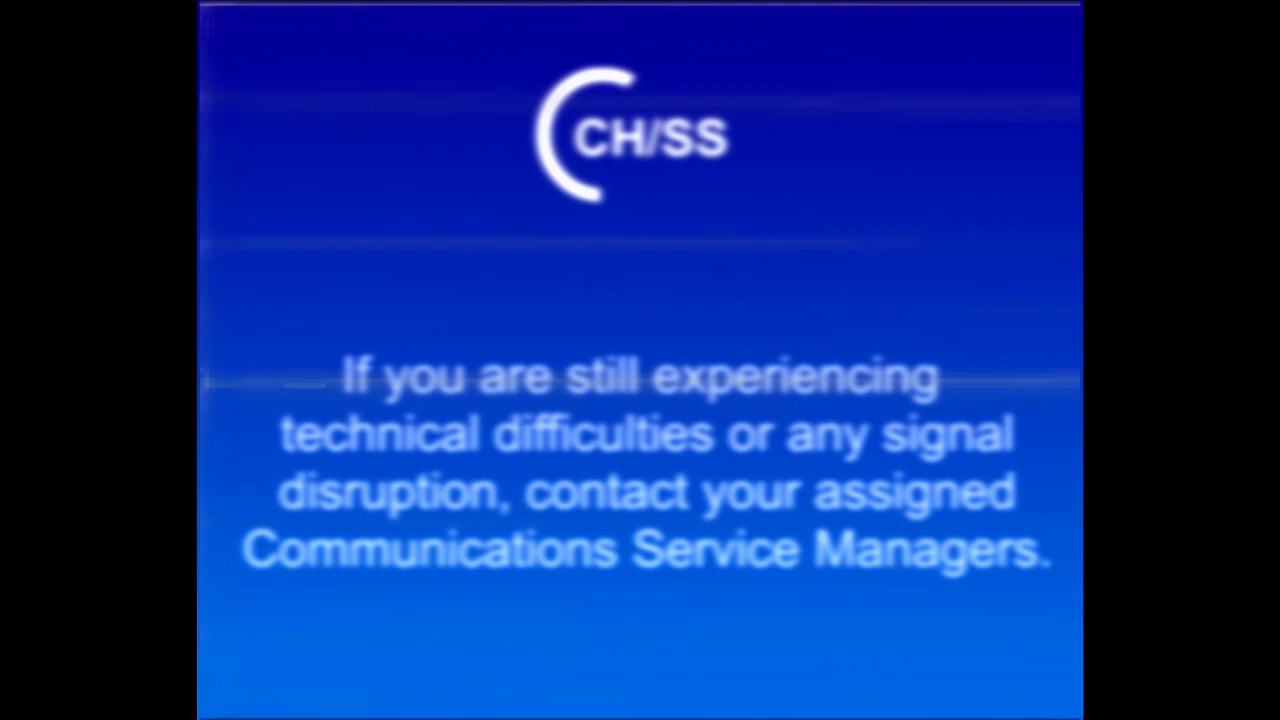 CH/SS
If you are still experiencing
technical difficulties or any signal
disruption, contact your assigned
Communications Service Managers.